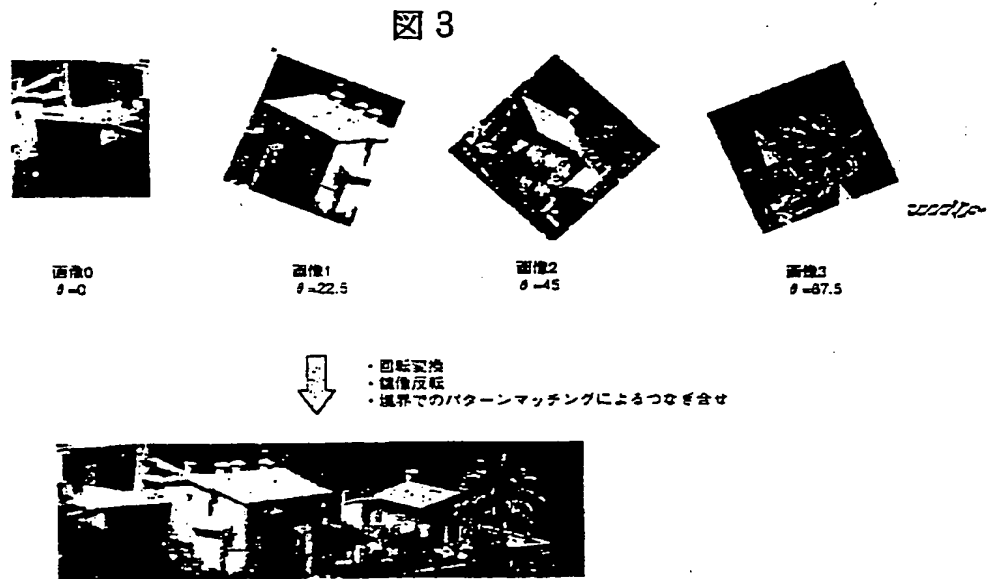 図 3
画像0
θ=0
画像1
θ=22.5
画像2
θ=45
画像3
θ=67.5
・回転変換
・鏡像反転
・境界でのパターンマッチングによるつなぎ合せ